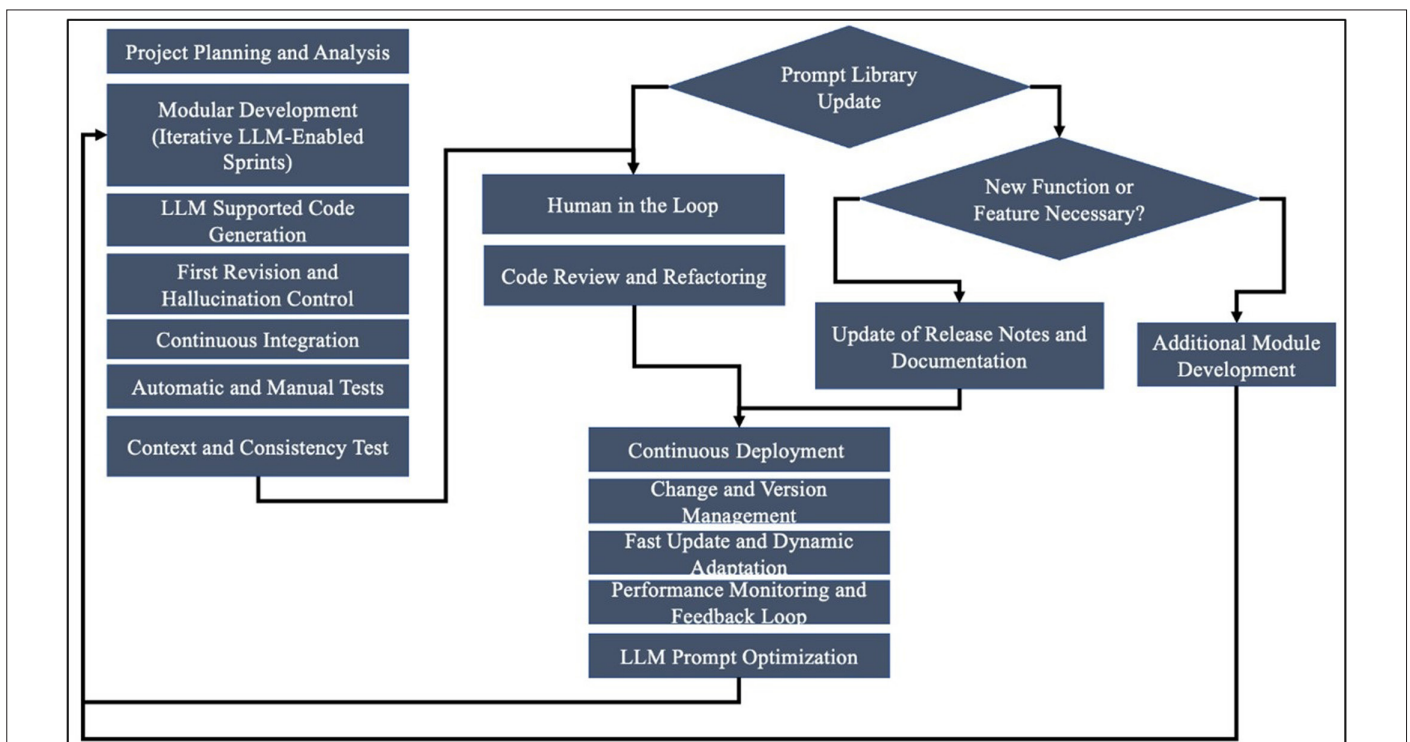 Project Planning and Analysis
Modular Development
(Iterative LLM-Enabled
Sprints)
LLM Supported Code
Generation
First Revision and
Hallucination Control
Continuous Integration
Automatic and Manual Tests
Context and Consistency Test
Prompt Library
Update
Human in the Loop
Code Review and Refactoring
New Function or
Feature Necessary?
Update of Release Notes and
Documentation
Additional Module
Development
Continuous Deployment
Change and Version
Management
Fast Update and Dynamic
Adaptation
Performance Monitoring and
Feedback Loop
LLM Prompt Optimization